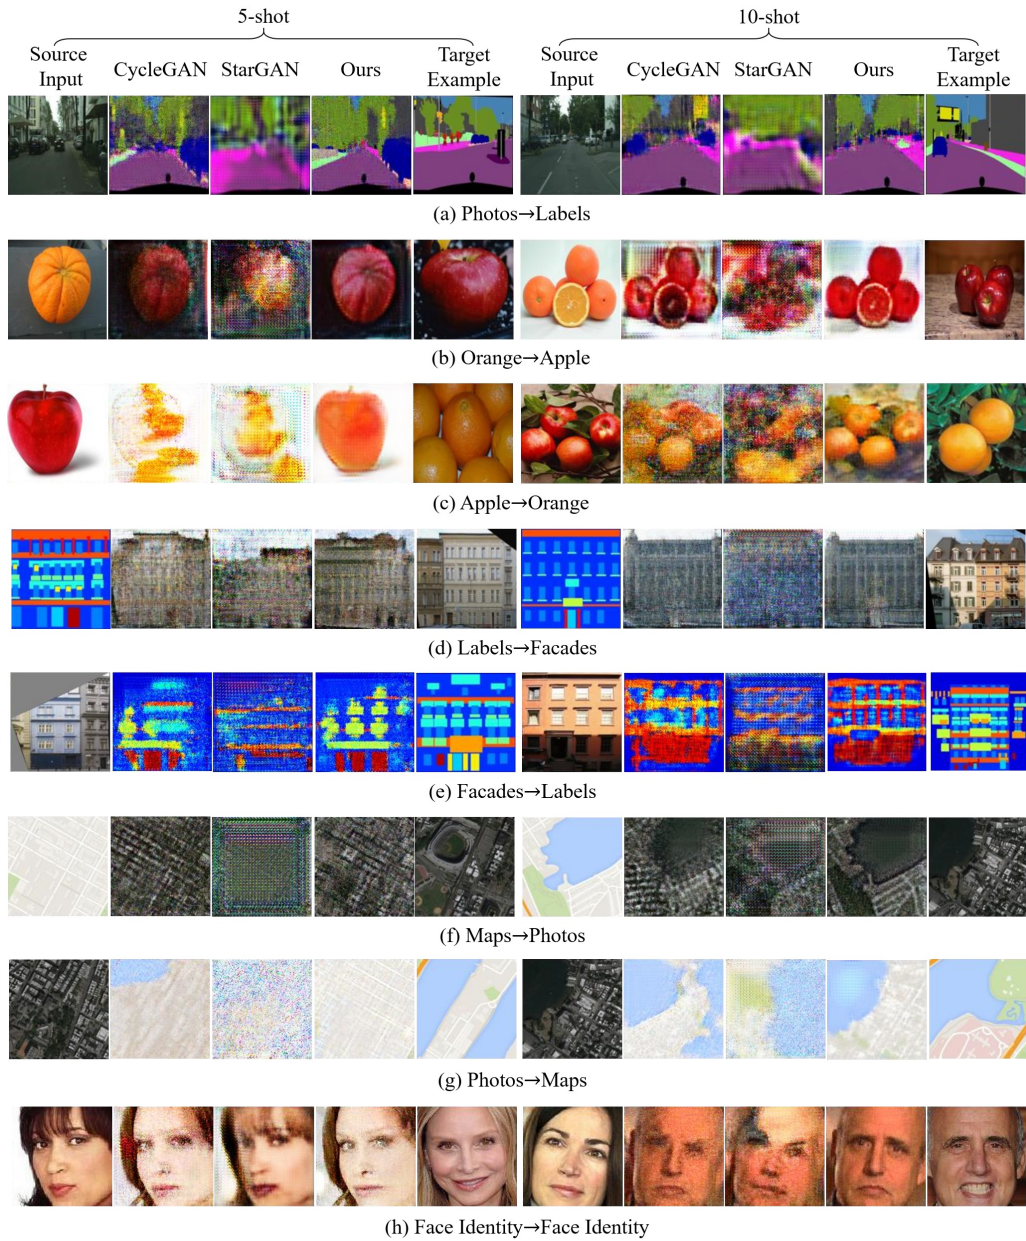 5-shot 10-shot
Source Input CycleGAN StarGAN Ours Target Example Source Input CycleGAN StarGAN Ours Target Example
(a) Photos→Labels
(b) Orange→Apple
(c) Apple→Orange
(d) Labels→Facades
(e) Facades→Labels
(f) Maps→Photos
(g) Photos→Maps
(h) Face Identity→Face Identity